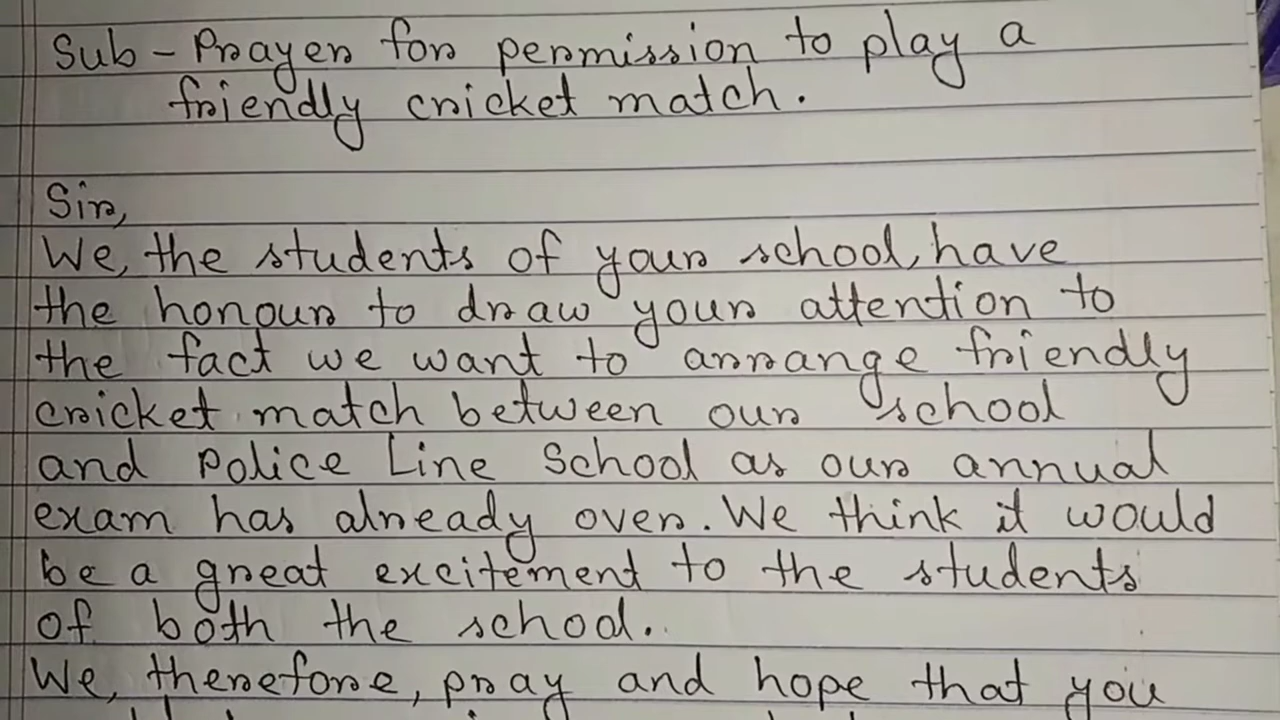 Sub - Prayer for permission to play a
friendly cricket match.
Sir,
We, the students of your school, have
the honour to draw your attention to
the fact we want to arrange friendly
cricket match between our school
and Police Line School as our annual
exam has already over. We think it would
be a great excitement to the students
of both the school.
We, therefore, pray and hope that you